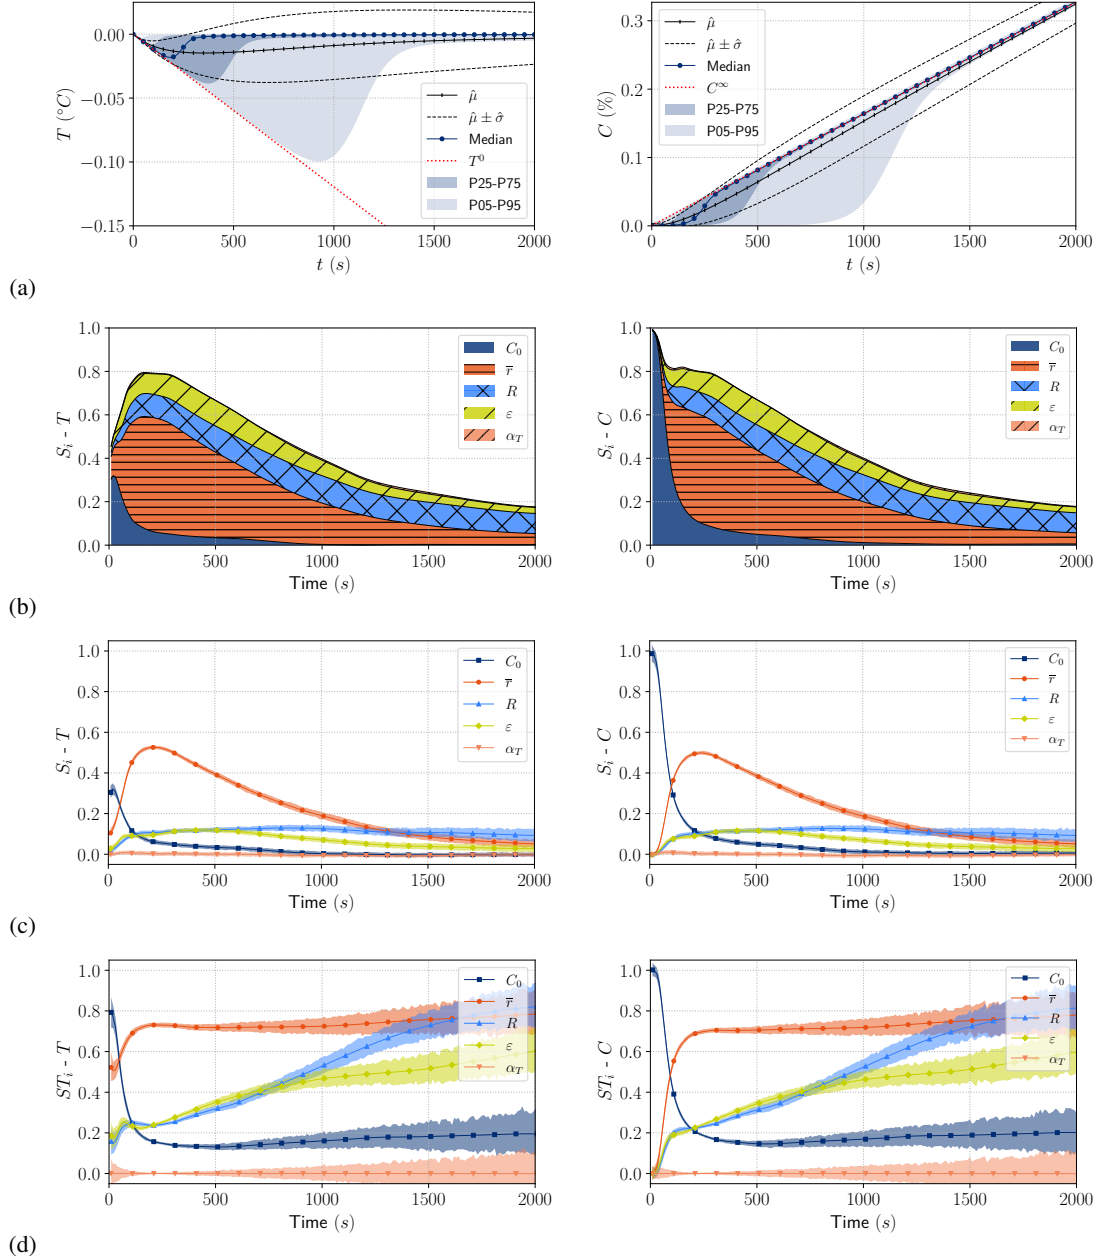 T (°C)
0.00
−0.05
−0.10
−0.15
0 500 1000 1500 2000
t (s)
μ̂
μ̂ ± σ̂
Median
T⁰
P25-P75
P05-P95
C (%)
0.3
0.2
0.1
0.0
0 500 1000 1500 2000
t (s)
μ̂
μ̂ ± σ̂
Median
C^∞
P25-P75
P05-P95
(a)
S_i - T
1.0
0.8
0.6
0.4
0.2
0.0
0 500 1000 1500 2000
Time (s)
C₀
r̅
R
ε
α_T
S_i - C
1.0
0.8
0.6
0.4
0.2
0.0
0 500 1000 1500 2000
Time (s)
C₀
r̅
R
ε
α_T
(b)
S_i - T
1.0
0.8
0.6
0.4
0.2
0.0
0 500 1000 1500 2000
Time (s)
C₀
r̅
R
ε
α_T
S_i - C
1.0
0.8
0.6
0.4
0.2
0.0
0 500 1000 1500 2000
Time (s)
C₀
r̅
R
ε
α_T
(c)
ST_i - T
1.0
0.8
0.6
0.4
0.2
0.0
0 500 1000 1500 2000
Time (s)
C₀
r̅
R
ε
α_T
ST_i - C
1.0
0.8
0.6
0.4
0.2
0.0
0 500 1000 1500 2000
Time (s)
C₀
r̅
R
ε
α_T
(d)